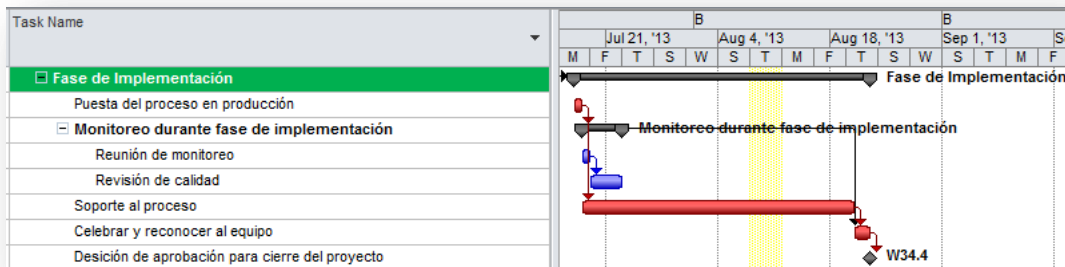 Task Name
B B
Jul 21, '13 Aug 4, '13 Aug 18, '13 Sep 1, '13 S
M F T S W S T M F T S W S T M F
Fase de Implementación Fase de Implementación
Puesta del proceso en producción
Monitoreo durante fase de implementación Monitoreo durante fase de implementación
Reunión de monitoreo
Revisión de calidad
Soporte al proceso
Celebrar y reconocer al equipo
Desición de aprobación para cierre del proyecto W34.4